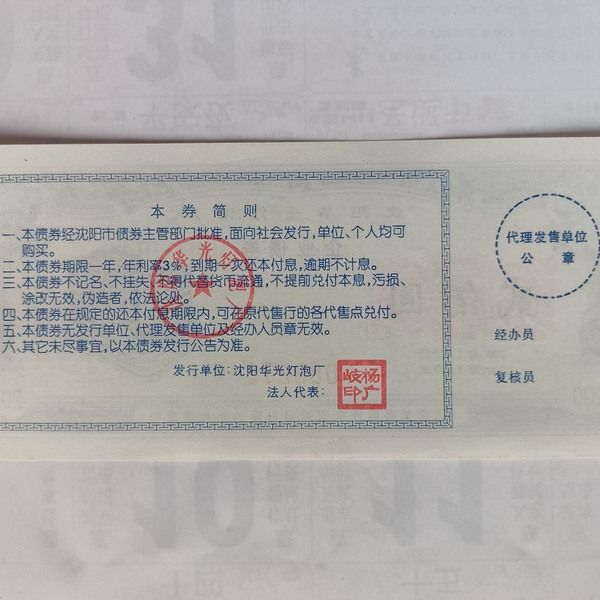 本券简则
一、本债券经沈阳市债券主管部门批准，面向社会发行，单位、个人均可
购买。
二、本债券期限一年，年利率3%，到期一次还本付息，逾期不计息。
三、本债券不记名、不挂失，不得代替货币流通，不提前兑付本息，污损、
涂改无效，伪造者，依法论处。
四、本债券在规定的还本付息期限内，可在原代售行的各代售点兑付。
五、本债券无发行单位、代理发售单位及经办人员章无效。
六、其它未尽事宜，以本债券发行公告为准。
发行单位：沈阳华光灯泡厂
法人代表：
代理发售单位
公章
经办员
复核员
31
10
11